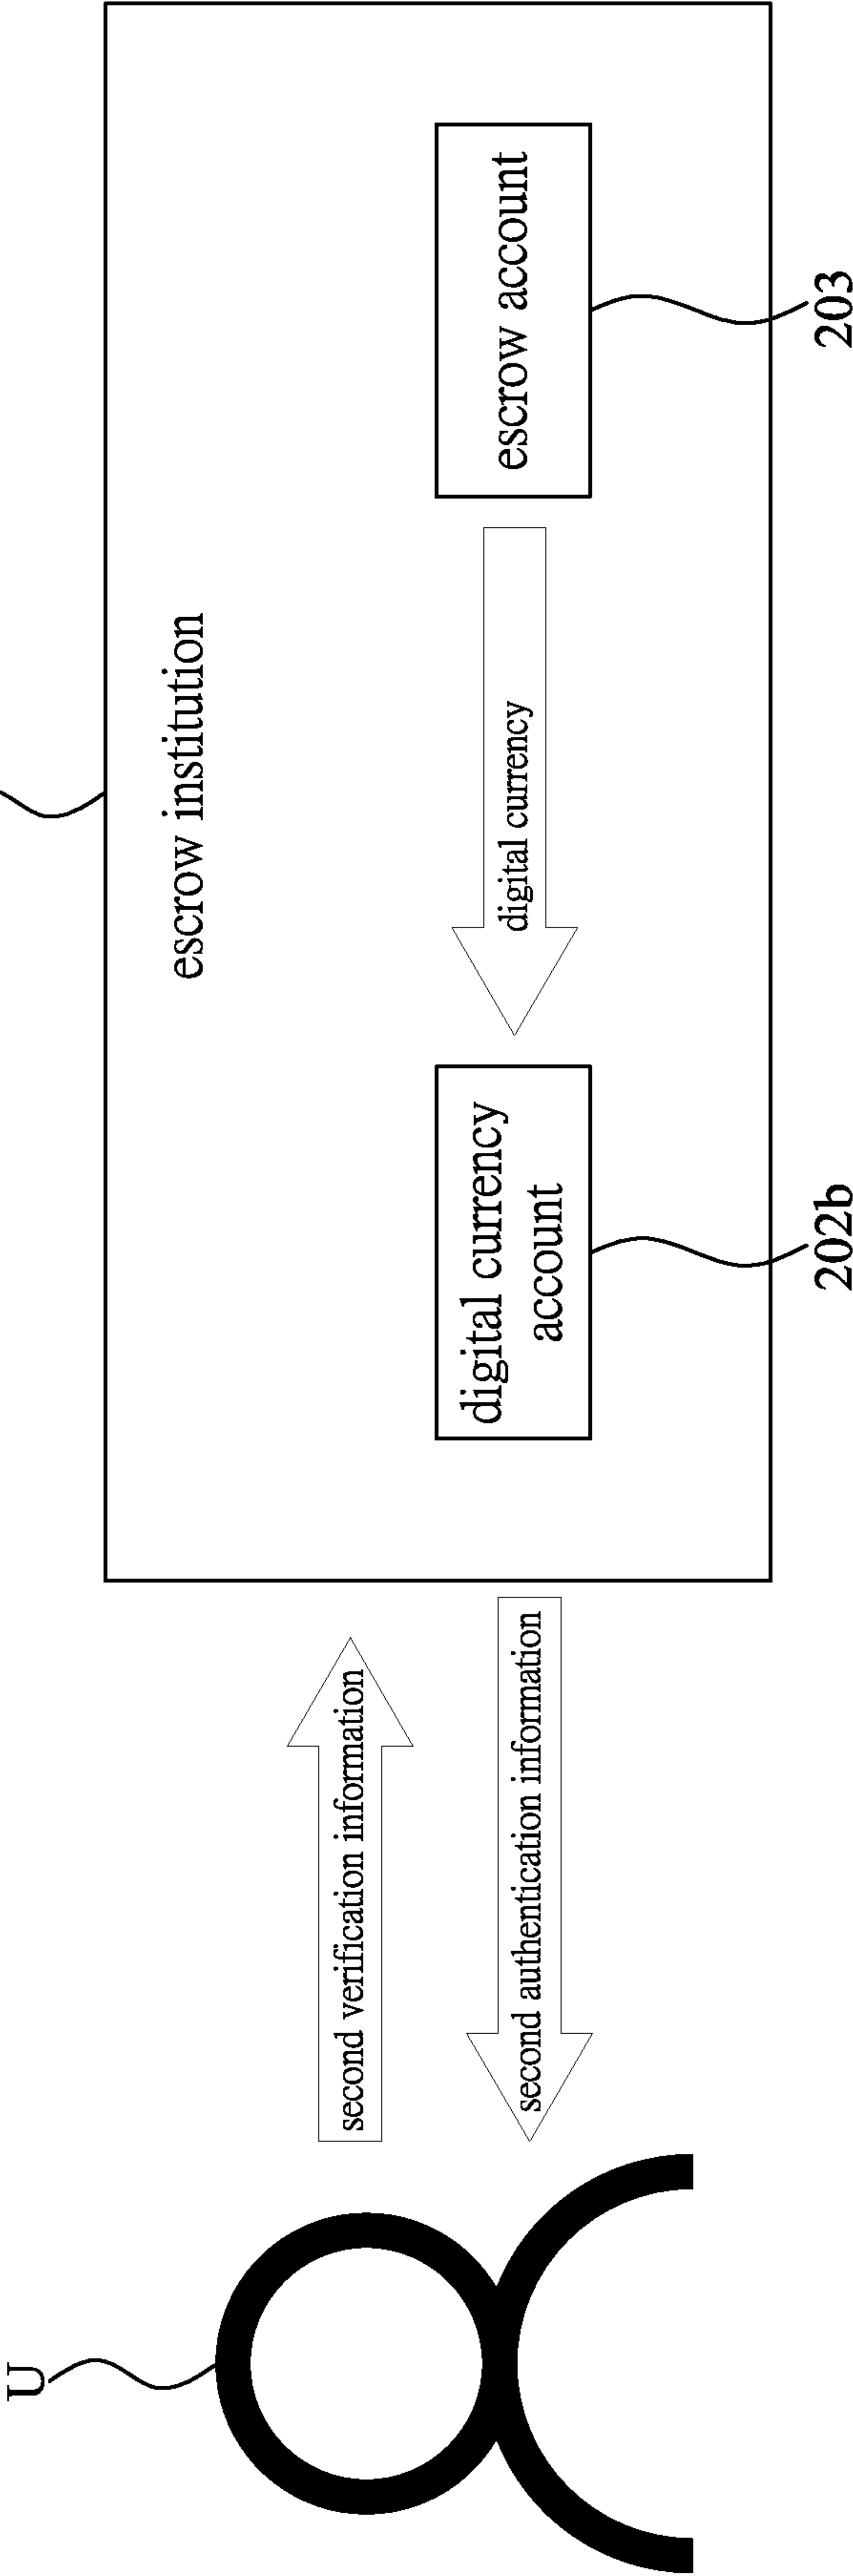 U
second verification information
second authentication information
escrow institution
digital currency
account
202b
digital currency
escrow account
203